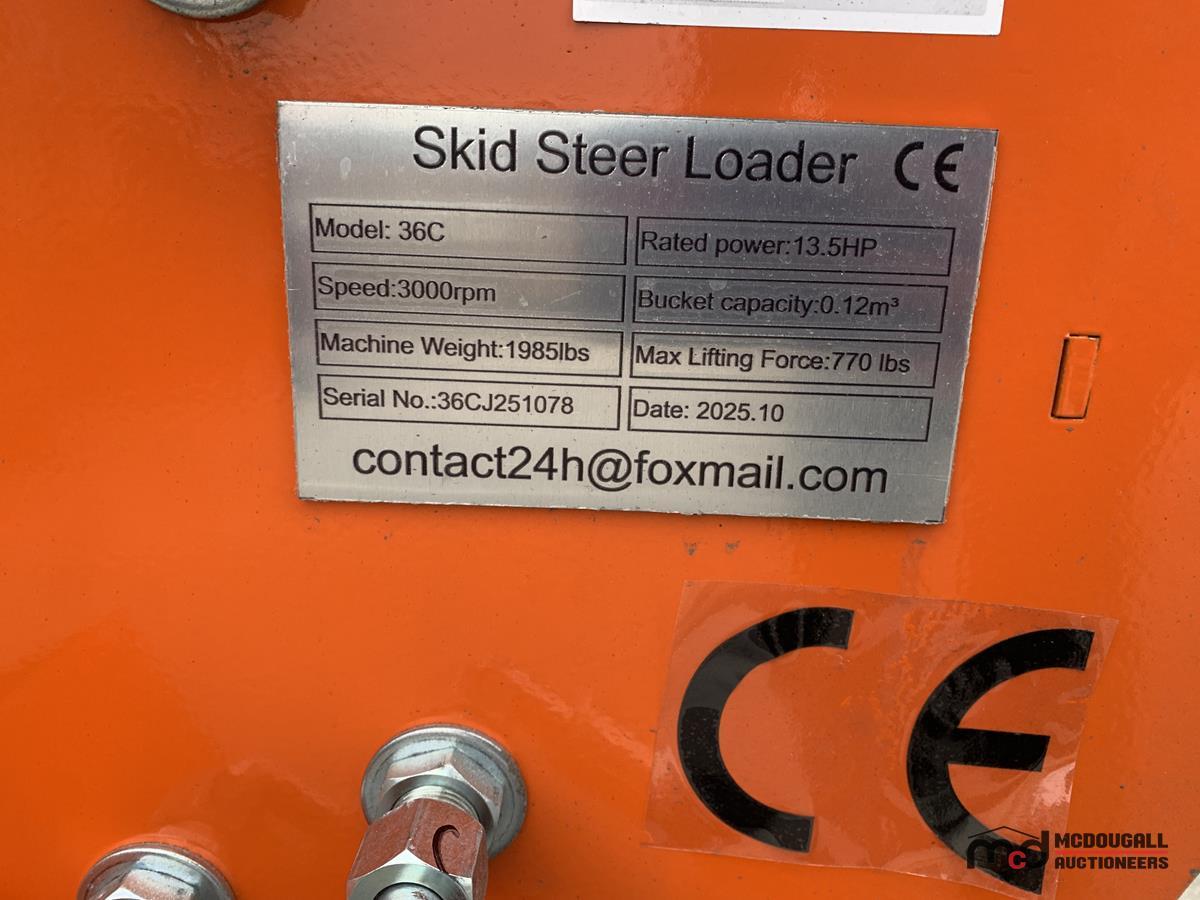 Skid Steer Loader CE
Model: 36C
Rated power:13.5HP
Speed:3000rpm
Bucket capacity:0.12m³
Machine Weight:1985lbs
Max Lifting Force:770 lbs
Serial No.:36CJ251078
Date: 2025.10
contact24h@foxmail.com
CE
C
mcd MCDOUGALL
AUCTIONEERS